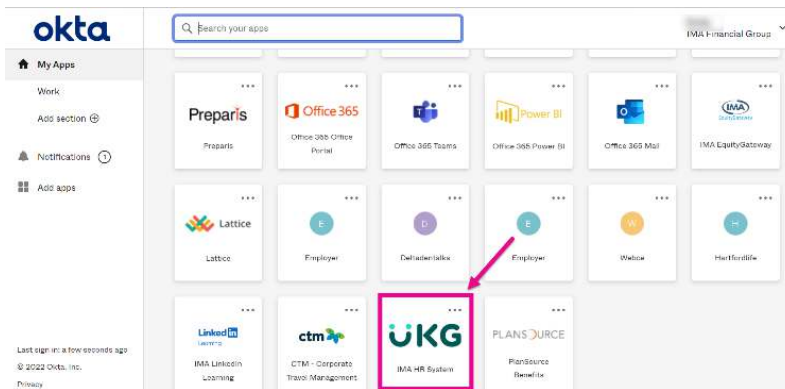 okta
Search your apps
IMA Financial Group
My Apps
Work
Add section
Notifications 1
Add apps
Preparis
Preparis
Office 365
Office 365 Office
Portal
Office 365 Teams
Power BI
Office 365 Power BI
Office 365 Mail
IMA
IMA EquityGateway
Lattice
Lattice
E
Employer
D
Deltadentalks
E
Employer
W
Webce
H
Hartfordlife
Linked in
Learning
IMA LinkedIn
Learning
ctm
CTM - Corporate
Travel Management
UKG
IMA HR System
PLANSOURCE
PlanSource
Benefits
Last sign in: a few seconds ago
© 2022 Okta, Inc.
Privacy